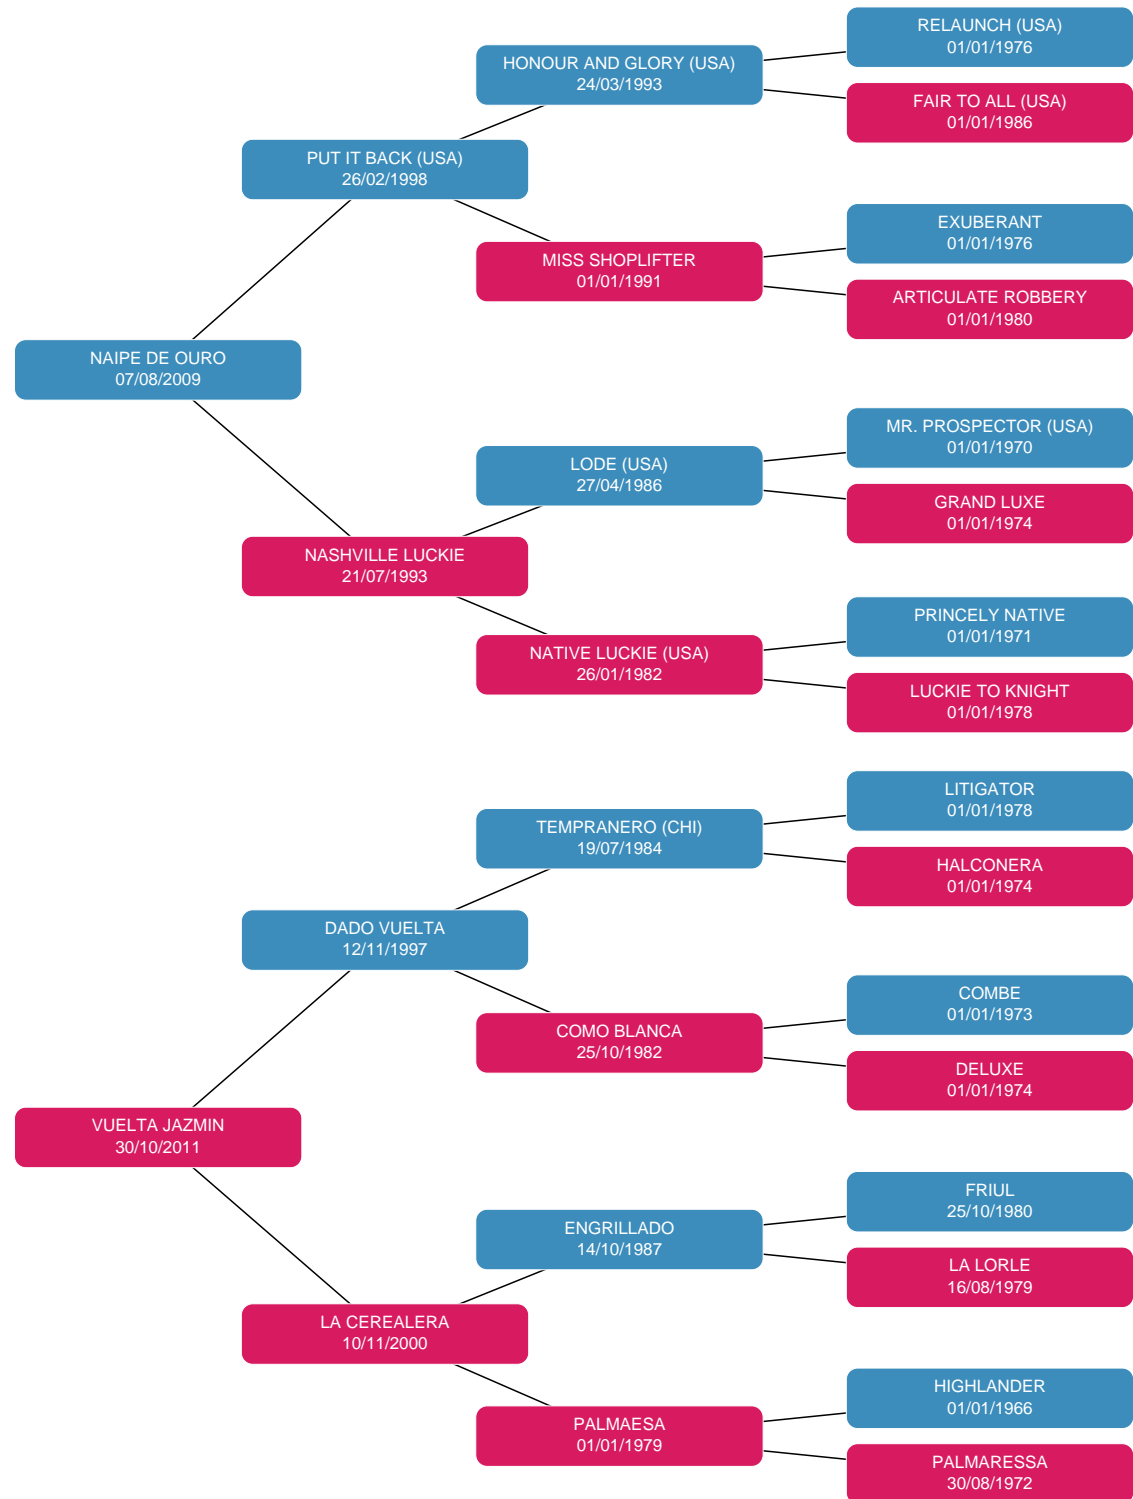 RELAUNCH (USA)
01/01/1976
HONOUR AND GLORY (USA)
24/03/1993
FAIR TO ALL (USA)
01/01/1986
PUT IT BACK (USA)
26/02/1998
EXUBERANT
01/01/1976
MISS SHOPLIFTER
01/01/1991
ARTICULATE ROBBERY
01/01/1980
NAIPE DE OURO
07/08/2009
MR. PROSPECTOR (USA)
01/01/1970
LODE (USA)
27/04/1986
GRAND LUXE
01/01/1974
NASHVILLE LUCKIE
21/07/1993
PRINCELY NATIVE
01/01/1971
NATIVE LUCKIE (USA)
26/01/1982
LUCKIE TO KNIGHT
01/01/1978
LITIGATOR
01/01/1978
TEMPRANERO (CHI)
19/07/1984
HALCONERA
01/01/1974
DADO VUELTA
12/11/1997
COMBE
01/01/1973
COMO BLANCA
25/10/1982
DELUXE
01/01/1974
VUELTA JAZMIN
30/10/2011
FRIUL
25/10/1980
ENGRILLADO
14/10/1987
LA LORLE
16/08/1979
LA CEREALERA
10/11/2000
HIGHLANDER
01/01/1966
PALMAESA
01/01/1979
PALMARESSA
30/08/1972